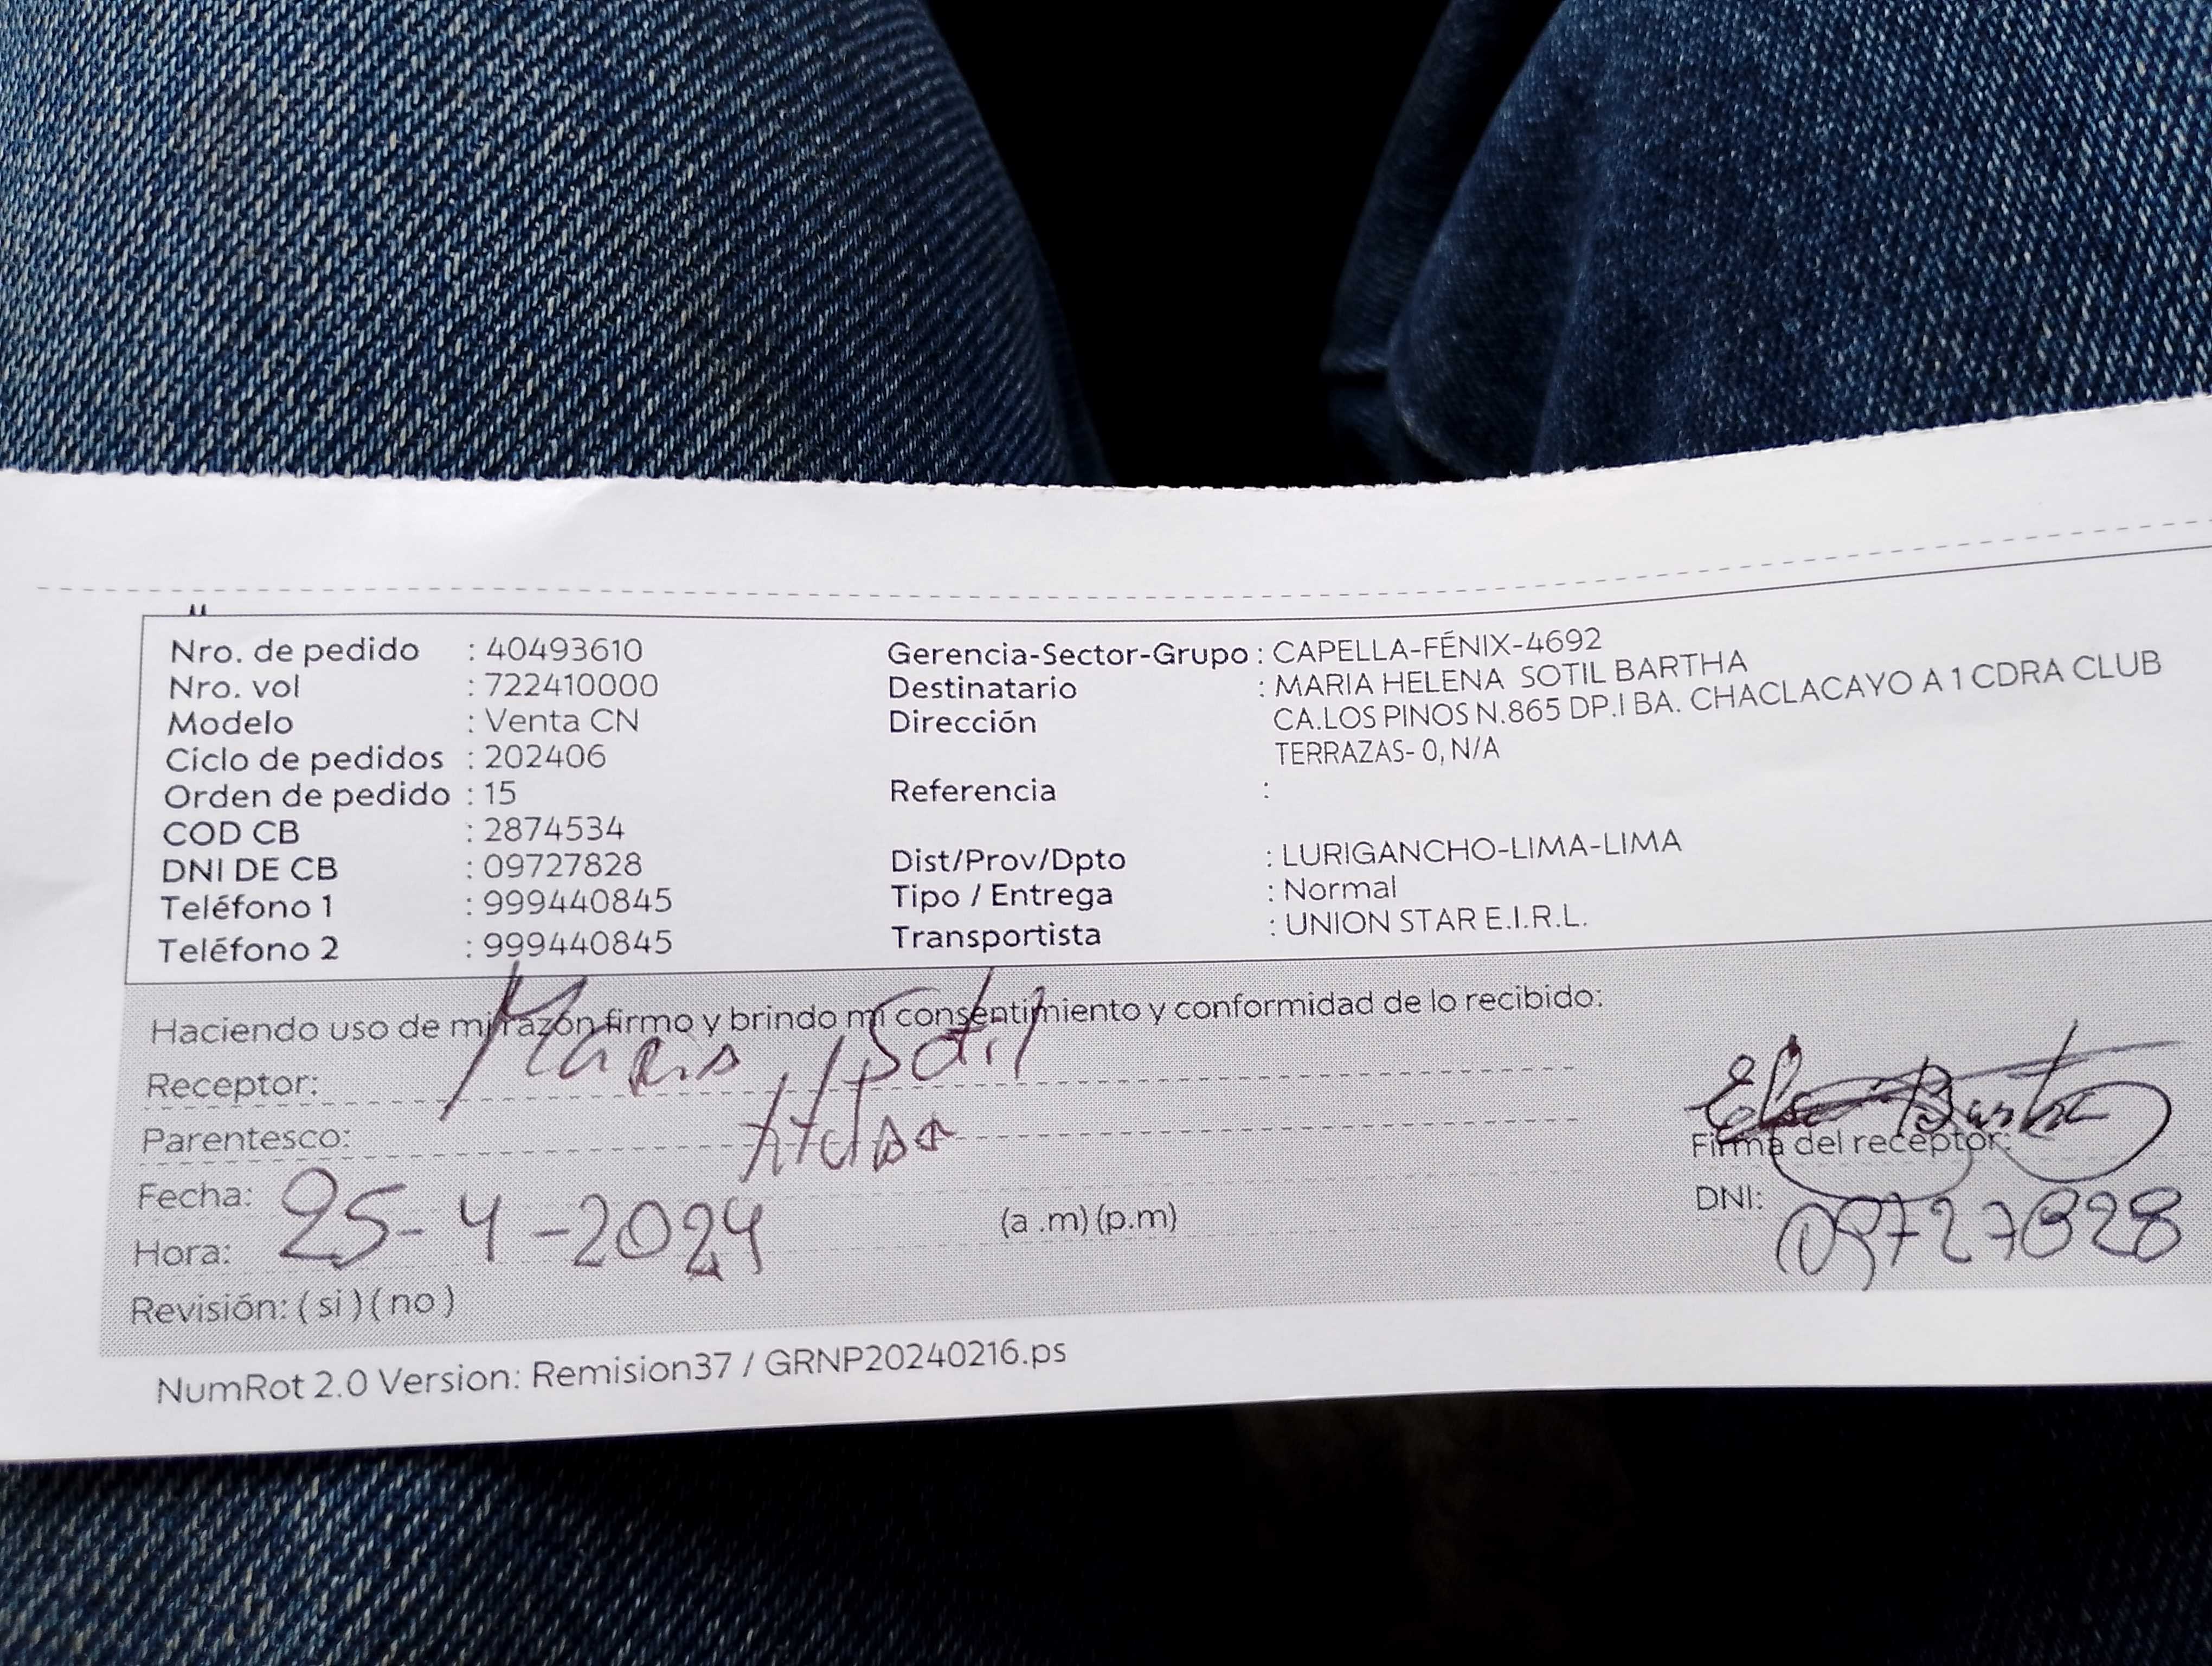 Nro. de pedido : 40493610
Nro. vol : 722410000
Modelo : Venta CN
Ciclo de pedidos : 202406
Orden de pedido : 15
COD CB : 2874534
DNI DE CB : 09727828
Teléfono 1 : 999440845
Teléfono 2 : 999440845
Gerencia-Sector-Grupo : CAPELLA-FÉNIX-4692
Destinatario : MARIA HELENA SOTIL BARTHA
Dirección CA.LOS PINOS N.865 DP.I BA. CHACLACAYO A 1 CDRA CLUB
TERRAZAS- 0, N/A
Referencia :
Dist/Prov/Dpto : LURIGANCHO-LIMA-LIMA
Tipo / Entrega : Normal
Transportista : UNION STAR E.I.R.L.
Haciendo uso de mi razón firmo y brindo mi consentimiento y conformidad de lo recibido:
Receptor: Maria Sotil
Parentesco:
Fecha: 25-4-2024
Hora: (a .m) (p.m)
Revisión: ( si ) ( no )
Firma del receptor:
DNI: 09727828
NumRot 2.0 Version: Remision37 / GRNP20240216.ps